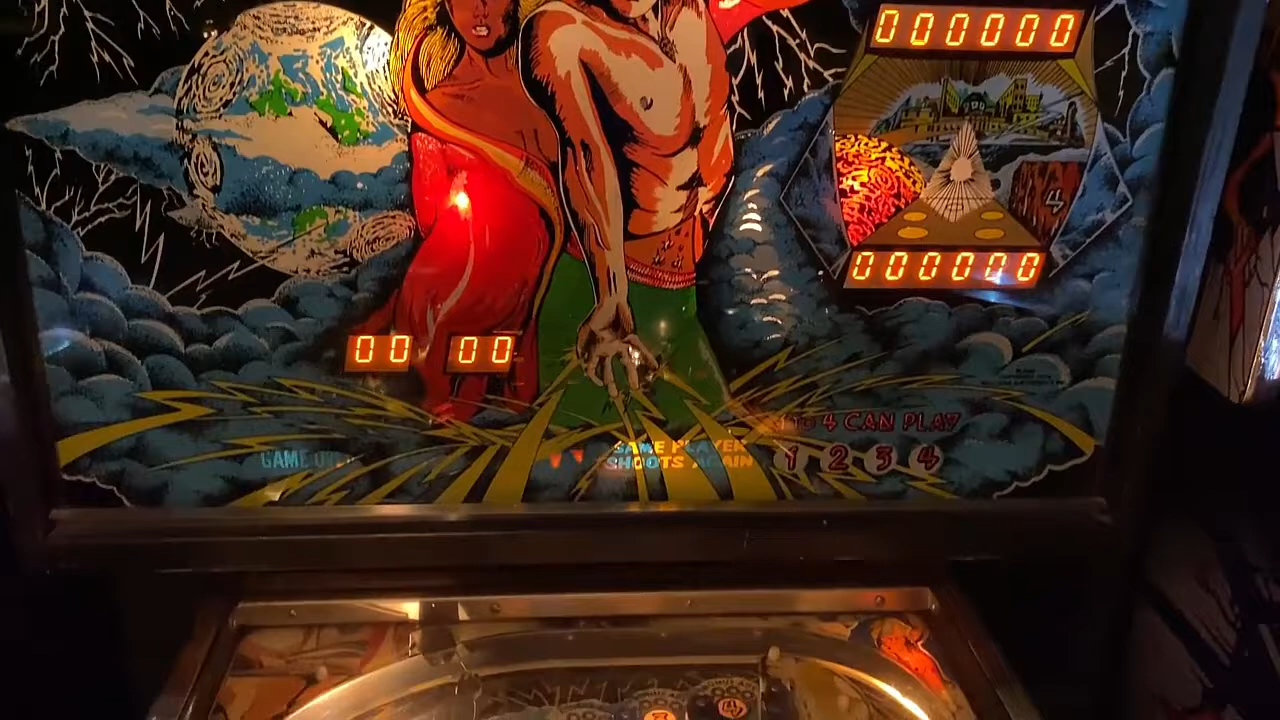 000000
4
000000
00 00
1 to 4 CAN PLAY
GAME OVER
SAME PLAYER
SHOOTS AGAIN
1 2 3 4